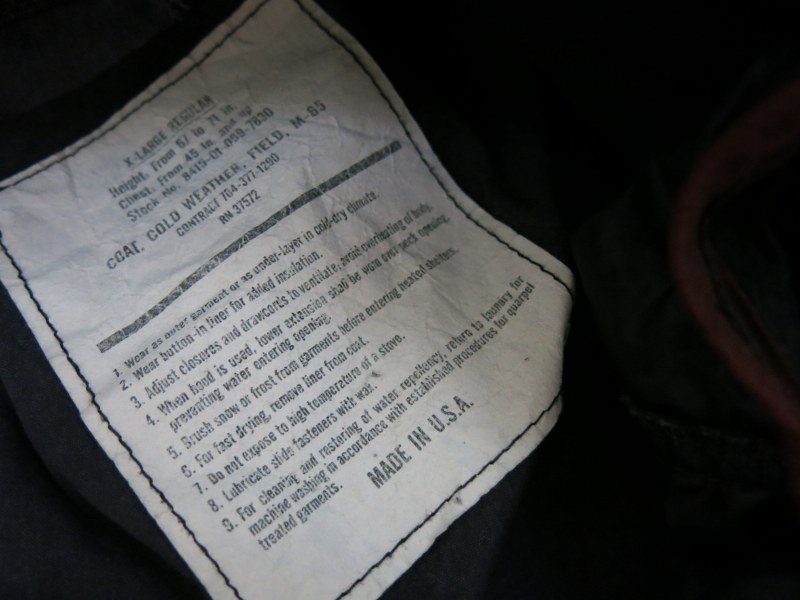 X-LARGE REGULAR
Height. From 67 to 71 in.
Chest. From 45 in. and up
Stock No. 8415-01-099-7830
COAT, COLD WEATHER, FIELD, M-65
CONTRACT 704-377-1290
RN 37572
1. Wear as outer garment or as under-layer in cold-dry climate.
2. Wear button-in liner for added insulation.
3. Adjust closures and drawcords to ventilate, avoid overheating of body.
4. When hood is used, lower extension shall be worn over neck opening,
preventing water entering opening.
5. Brush snow or frost from garments before entering heated shelters.
6. For fast drying, remove liner from coat.
7. Do not expose to high temperature of a stove.
8. Lubricate slide fasteners with wax.
9. For cleaning and restoring of water repellency, return to laundry for
machine washing in accordance with established procedures for quarpel
treated garments.
MADE IN U.S.A.